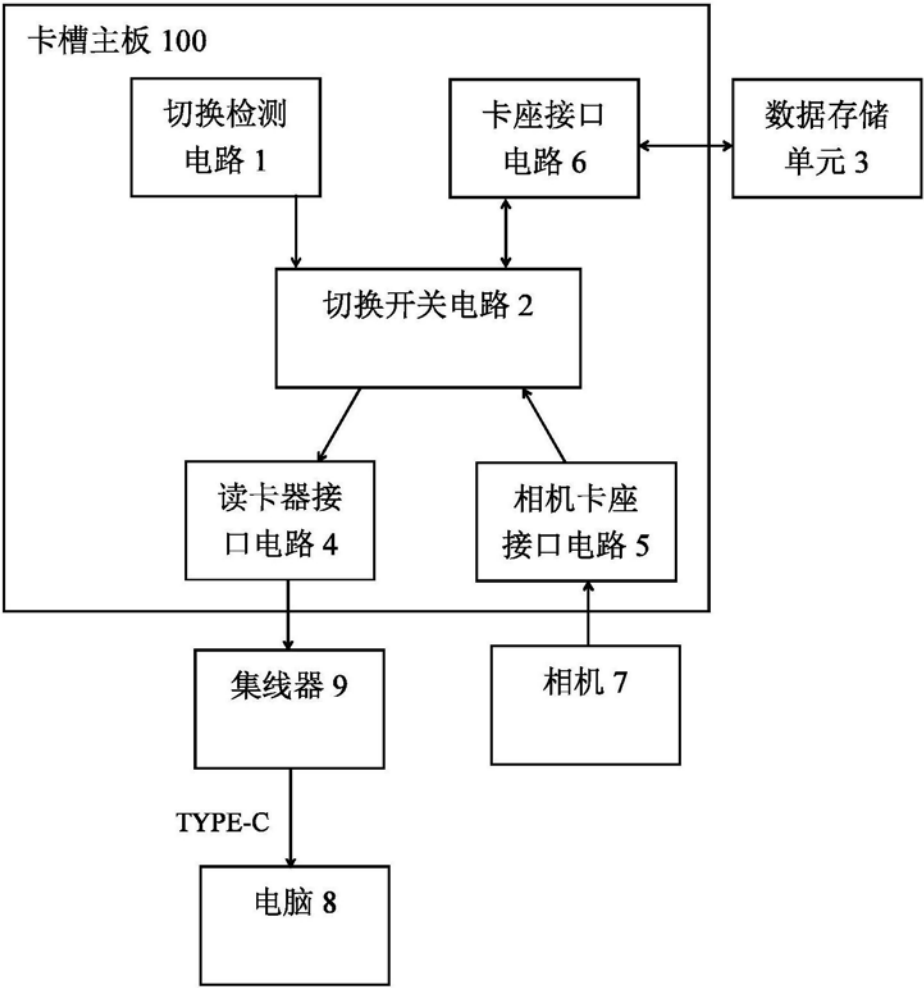 卡槽主板 100
切换检测
电路 1
卡座接口
电路 6
数据存储
单元 3
切换开关电路 2
读卡器接
口电路 4
相机卡座
接口电路 5
集线器 9
相机 7
TYPE-C
电脑 8